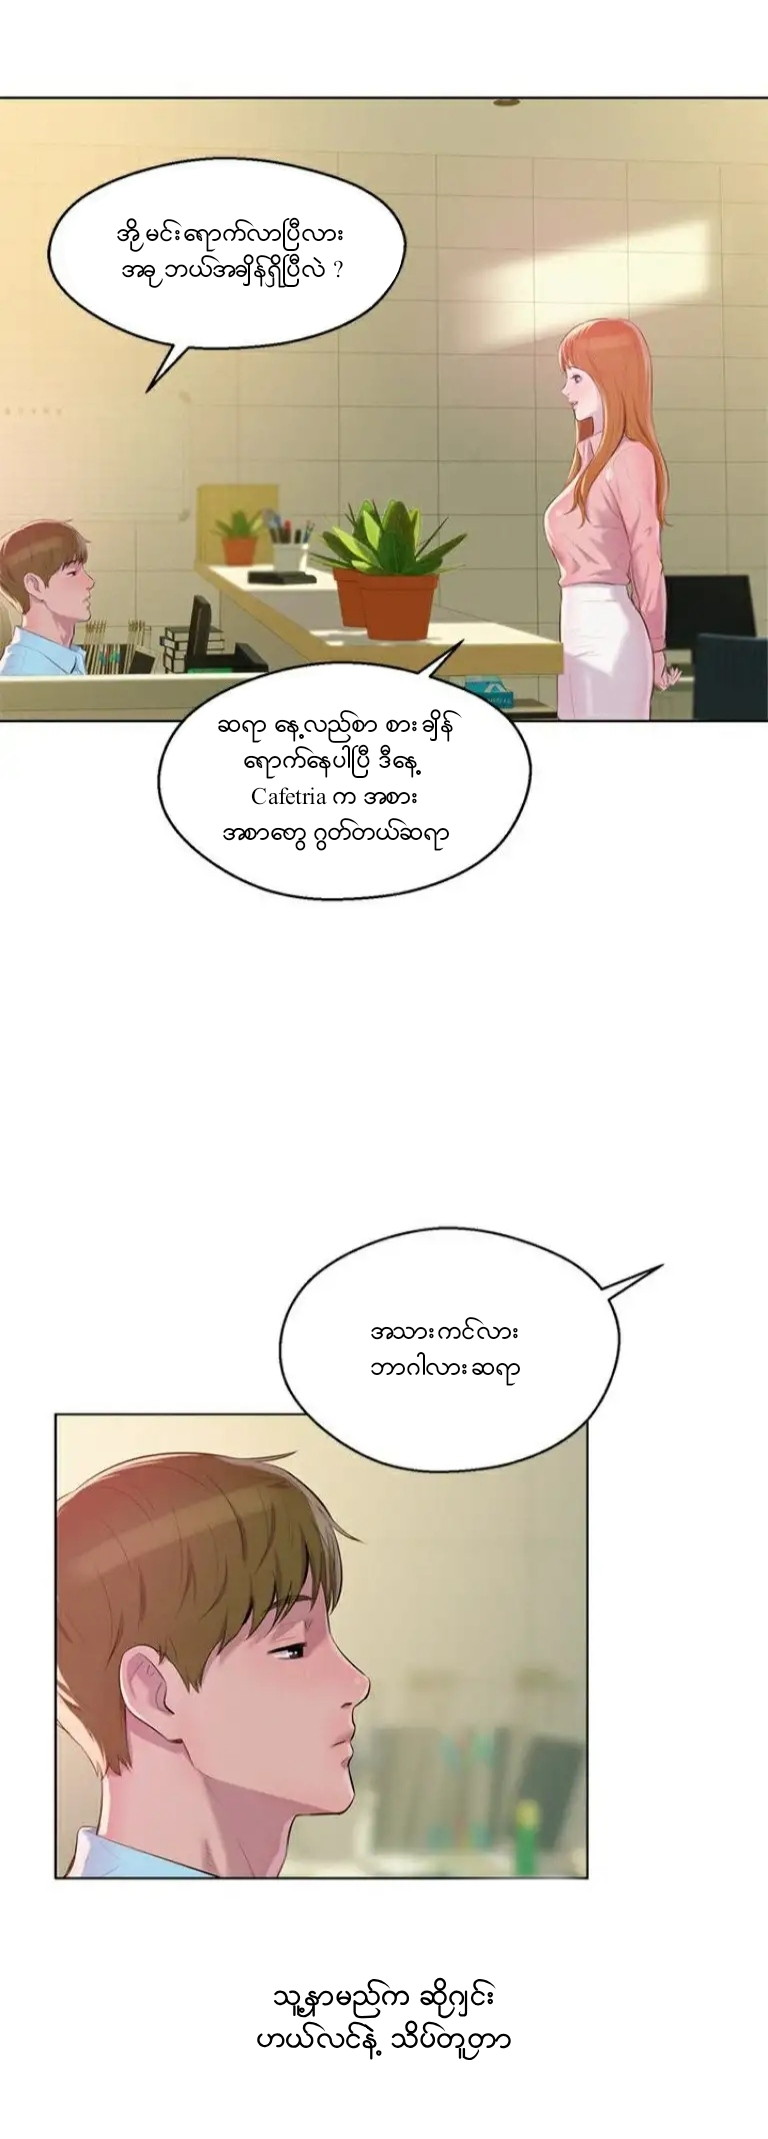 အို မင်းရောက်လာပြီလား
အခု ဘယ်အချိန်ရှိပြီလဲ ?
ဆရာ နေ့လည်စာ စားချိန်
ရောက်နေပါပြီ ဒီနေ့
Cafetria က အစား
အစာတွေ ဂွတ်တယ်ဆရာ
အသားကင်လား
ဘာဂါလားဆရာ
သူ့နာမည်က ဆိုဂျင်း
ဟယ်လင်နဲ့ သိပ်တူတာ